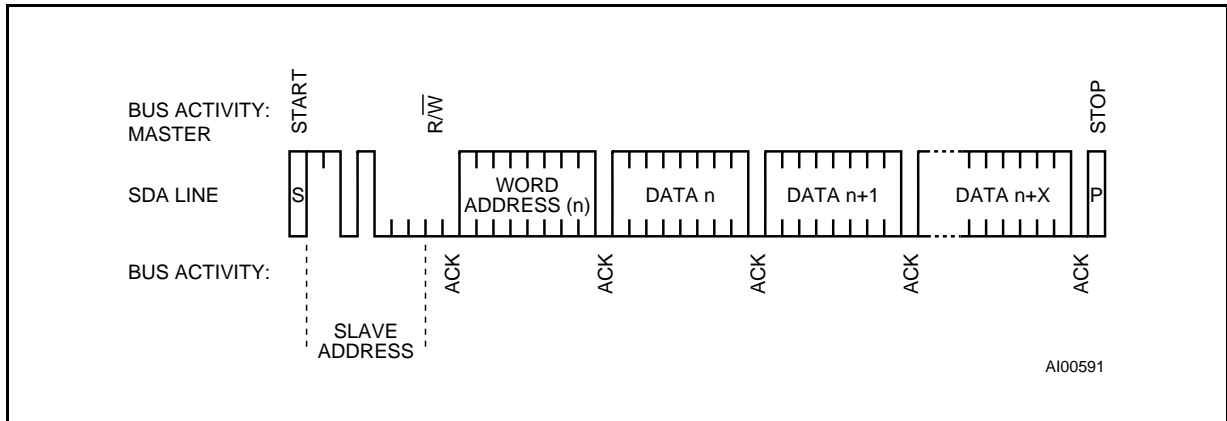 BUS ACTIVITY:
MASTER
START
R/W
STOP
SDA LINE
S
WORD
ADDRESS (n)
DATA n
DATA n+1
DATA n+X
P
BUS ACTIVITY:
ACK
ACK
ACK
ACK
ACK
SLAVE
ADDRESS
AI00591